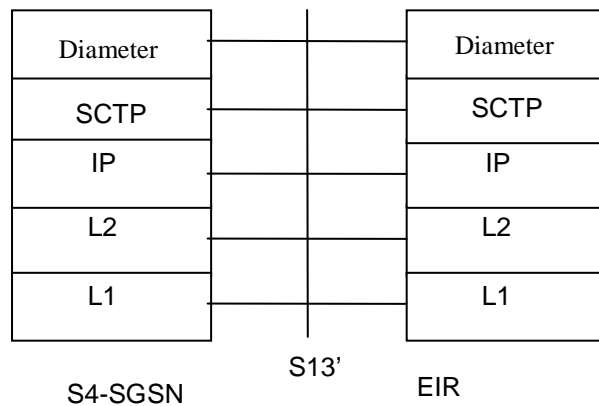 Diameter Diameter
SCTP SCTP
IP IP
L2 L2
L1 L1
S13’
S4-SGSN EIR